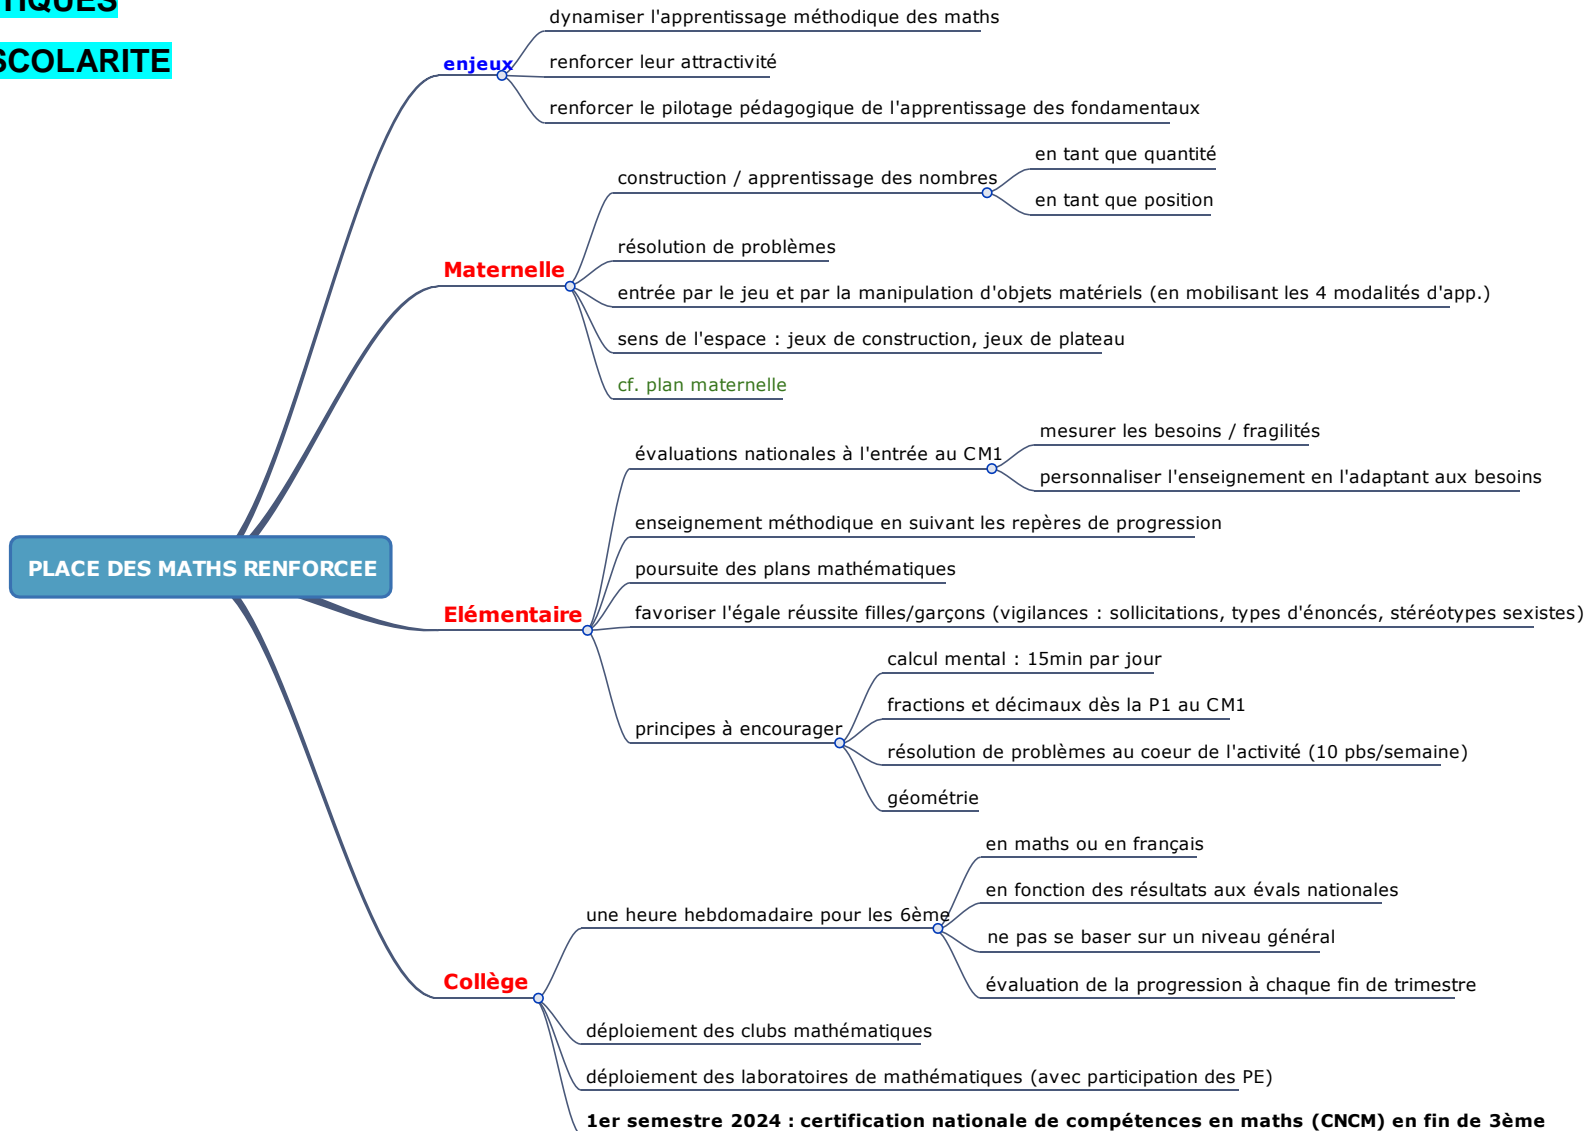 TIQUES
SCOLARITE
PLACE DES MATHS RENFORCEE
enjeux
dynamiser l'apprentissage méthodique des maths
renforcer leur attractivité
renforcer le pilotage pédagogique de l'apprentissage des fondamentaux
Maternelle
construction / apprentissage des nombres
en tant que quantité
en tant que position
résolution de problèmes
entrée par le jeu et par la manipulation d'objets matériels (en mobilisant les 4 modalités d'app.)
sens de l'espace : jeux de construction, jeux de plateau
cf. plan maternelle
Elémentaire
évaluations nationales à l'entrée au CM1
mesurer les besoins / fragilités
personnaliser l'enseignement en l'adaptant aux besoins
enseignement méthodique en suivant les repères de progression
poursuite des plans mathématiques
favoriser l'égale réussite filles/garçons (vigilances : sollicitations, types d'énoncés, stéréotypes sexistes)
principes à encourager
calcul mental : 15min par jour
fractions et décimaux dès la P1 au CM1
résolution de problèmes au coeur de l'activité (10 pbs/semaine)
géométrie
Collège
une heure hebdomadaire pour les 6ème
en maths ou en français
en fonction des résultats aux évals nationales
ne pas se baser sur un niveau général
évaluation de la progression à chaque fin de trimestre
déploiement des clubs mathématiques
déploiement des laboratoires de mathématiques (avec participation des PE)
1er semestre 2024 : certification nationale de compétences en maths (CNCM) en fin de 3ème